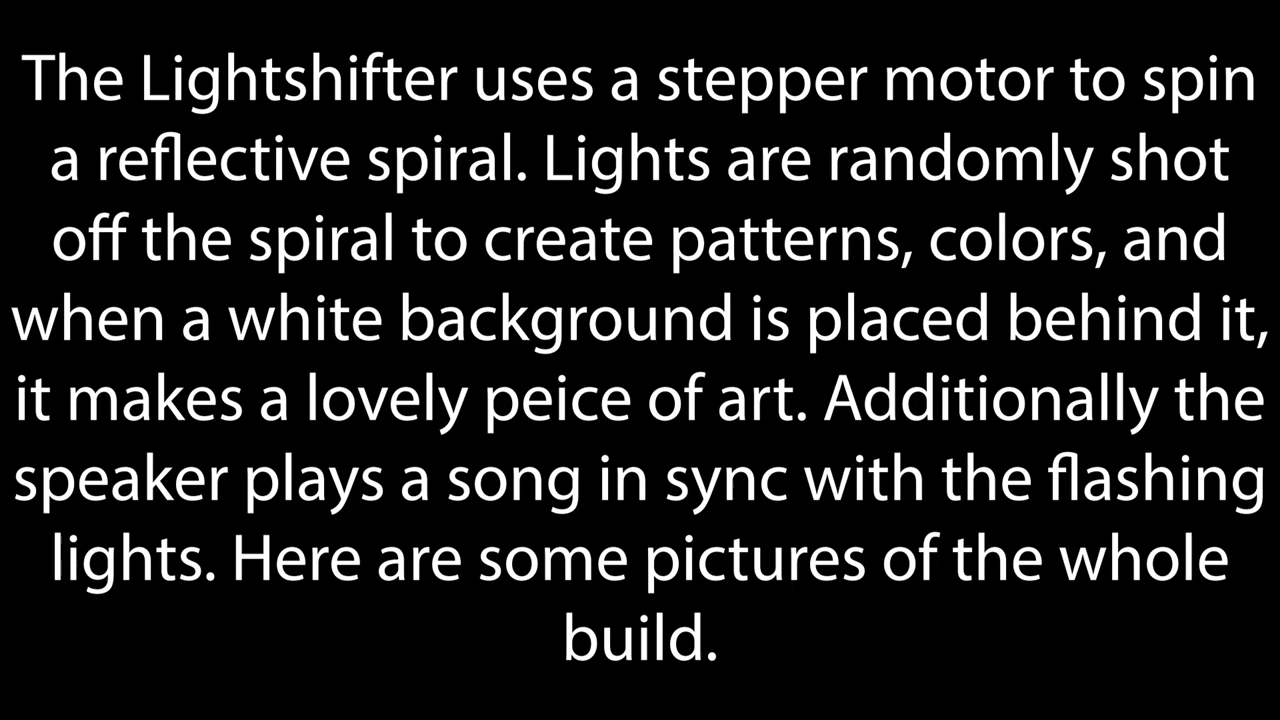 The Lightshifter uses a stepper motor to spin
a reflective spiral. Lights are randomly shot
off the spiral to create patterns, colors, and
when a white background is placed behind it,
it makes a lovely peice of art. Additionally the
speaker plays a song in sync with the flashing
lights. Here are some pictures of the whole
build.